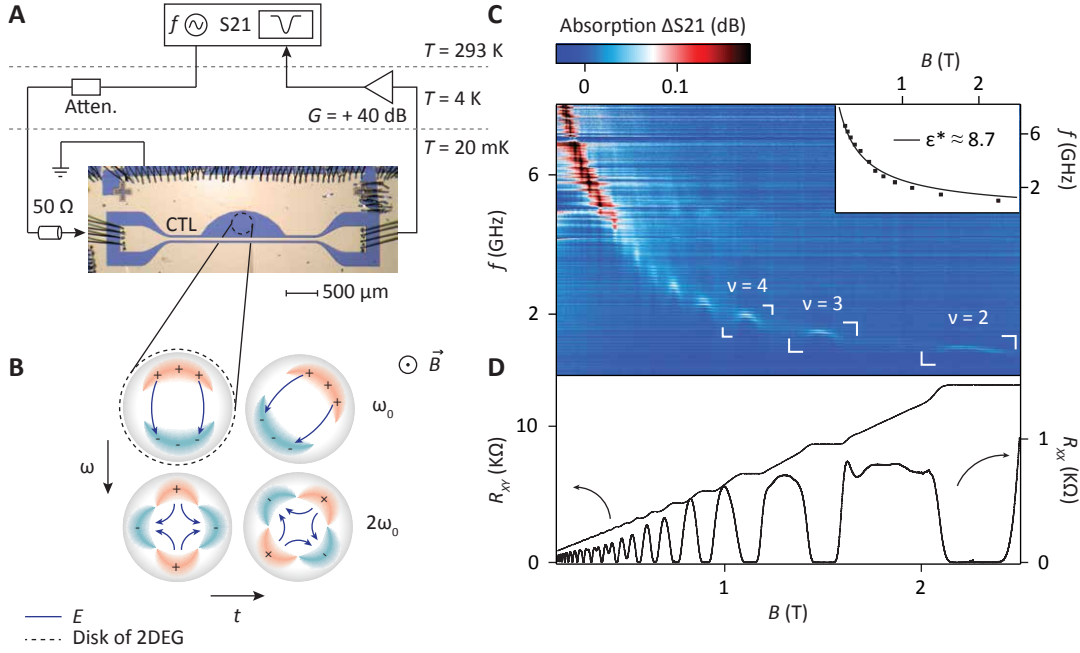 A
f
S21
T = 293 K
Atten.
G = + 40 dB
T = 4 K
T = 20 mK
50 Ω
CTL
500 μm
B
B
ω
ω0
2ω0
+ + +
- - -
+ + +
- - -
+
- -
+
- +
+ -
t
E
Disk of 2DEG
C
Absorption ΔS21 (dB)
0 0.1
B (T)
1 2
ε* ≈ 8.7
6
2
f (GHz)
6
2
f (GHz)
ν = 4
ν = 3
ν = 2
D
10
0
RXY (KΩ)
1
0
RXX (KΩ)
1 2
B (T)